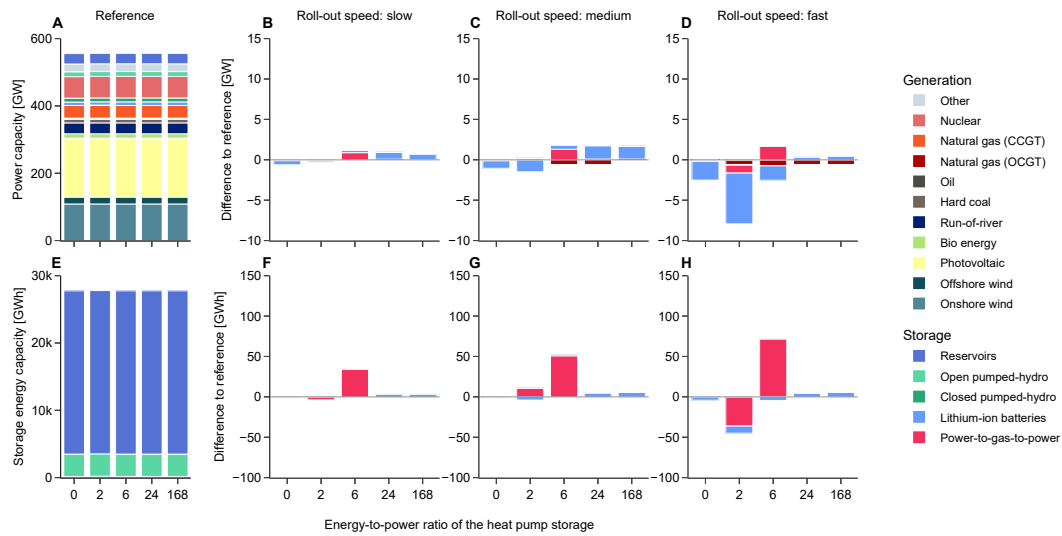 A
Reference
B
Roll-out speed: slow
C
Roll-out speed: medium
D
Roll-out speed: fast
Power capacity [GW]
600
400
200
0
Difference to reference [GW]
15
10
5
0
−5
−10
15
10
5
0
−5
−10
15
10
5
0
−5
−10
E
F
G
H
Storage energy capacity [GWh]
30k
20k
10k
0
Difference to reference [GWh]
150
100
50
0
−50
−100
150
100
50
0
−50
−100
150
100
50
0
−50
−100
0 2 6 24 168
0 2 6 24 168
0 2 6 24 168
0 2 6 24 168
Energy-to-power ratio of the heat pump storage
Generation
Other
Nuclear
Natural gas (CCGT)
Natural gas (OCGT)
Oil
Hard coal
Run-of-river
Bio energy
Photovoltaic
Offshore wind
Onshore wind
Storage
Reservoirs
Open pumped-hydro
Closed pumped-hydro
Lithium-ion batteries
Power-to-gas-to-power